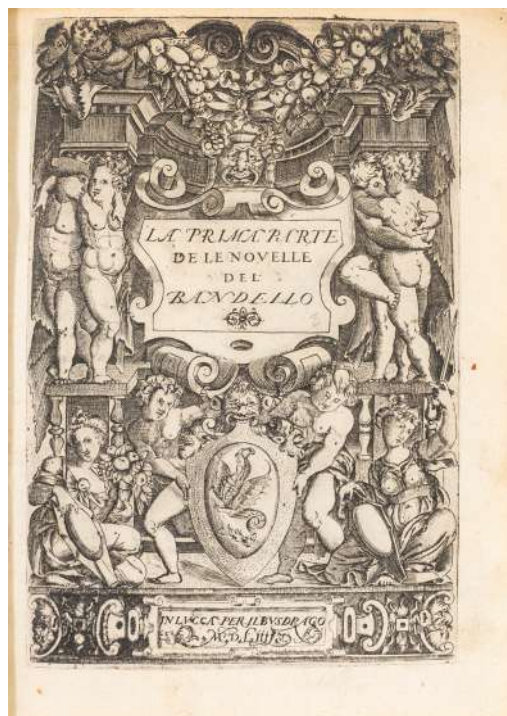 LA PRIMA PARTE
DE LE NOVELLE
DEL
BANDELLO
IN LVCCA PER IL BVSDRAGO
M.D.LIIII